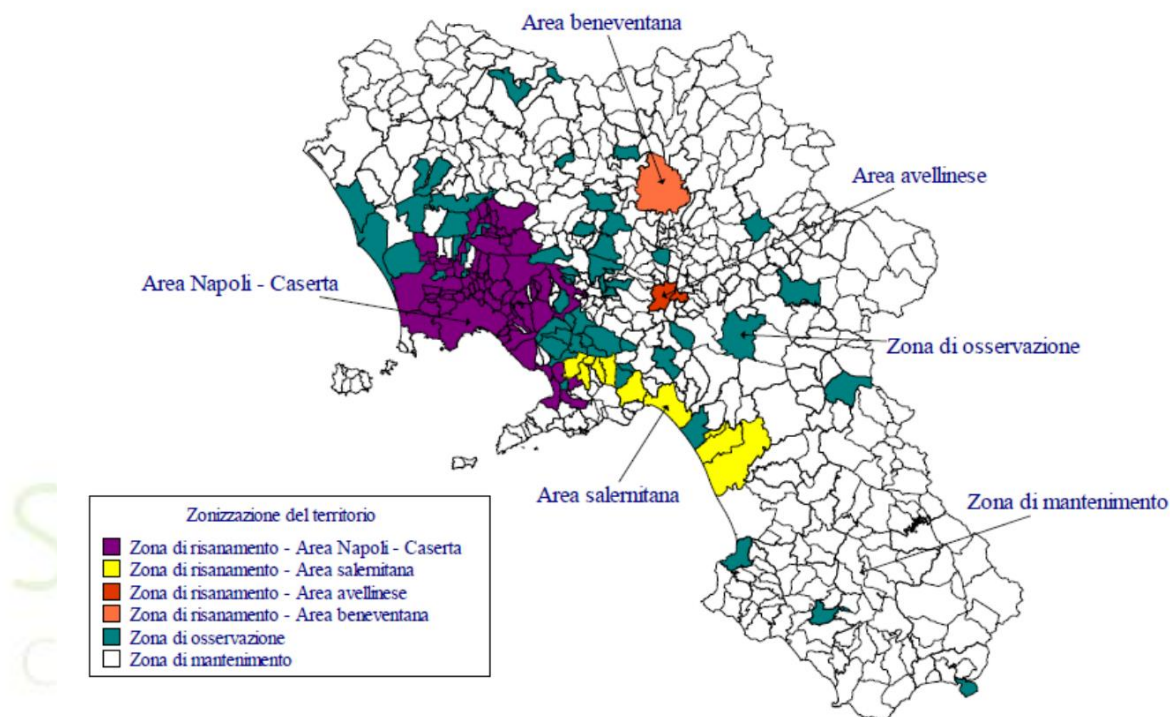 Area beneventana
Area avellinese
Area Napoli - Caserta
Zona di osservazione
Area salernitana
Zona di mantenimento
Zonizzazione del territorio
Zona di risanamento - Area Napoli - Caserta
Zona di risanamento - Area salernitana
Zona di risanamento - Area avellinese
Zona di risanamento - Area beneventana
Zona di osservazione
Zona di mantenimento